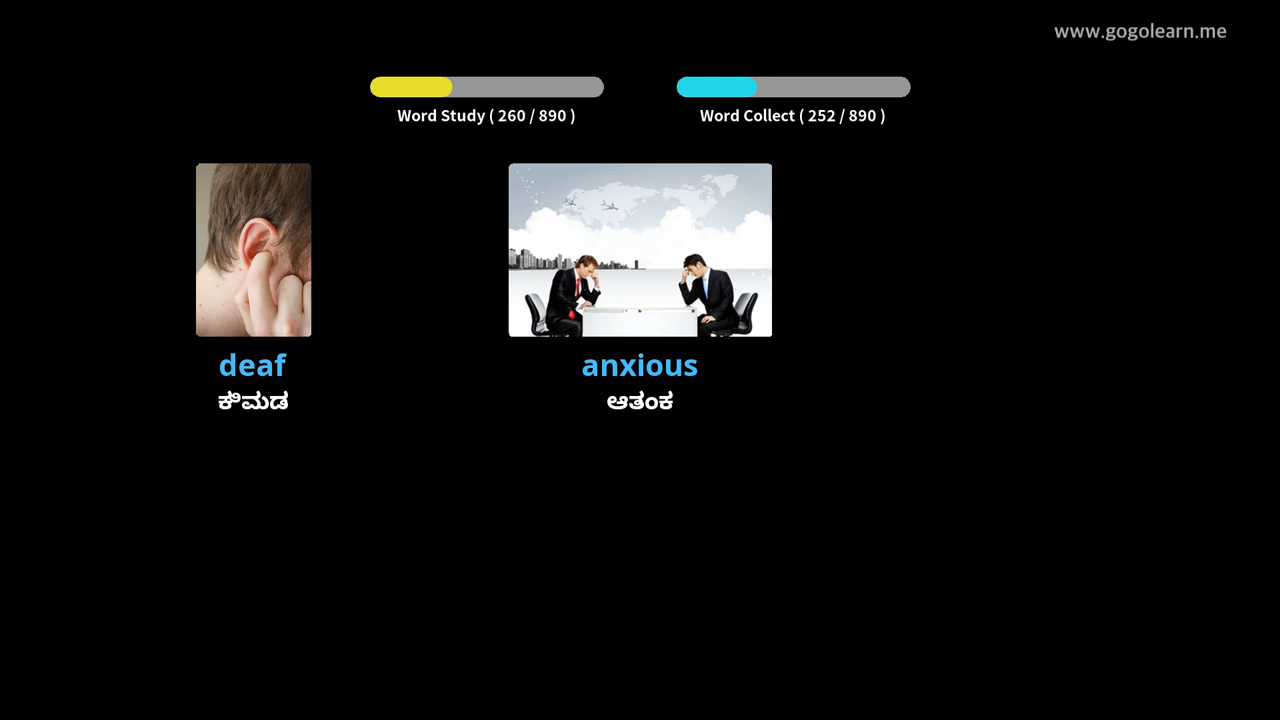 www.gogolearn.me
Word Study ( 260 / 890 )
Word Collect ( 252 / 890 )
deaf
ಕಿವುಡ
anxious
ಆತಂಕ